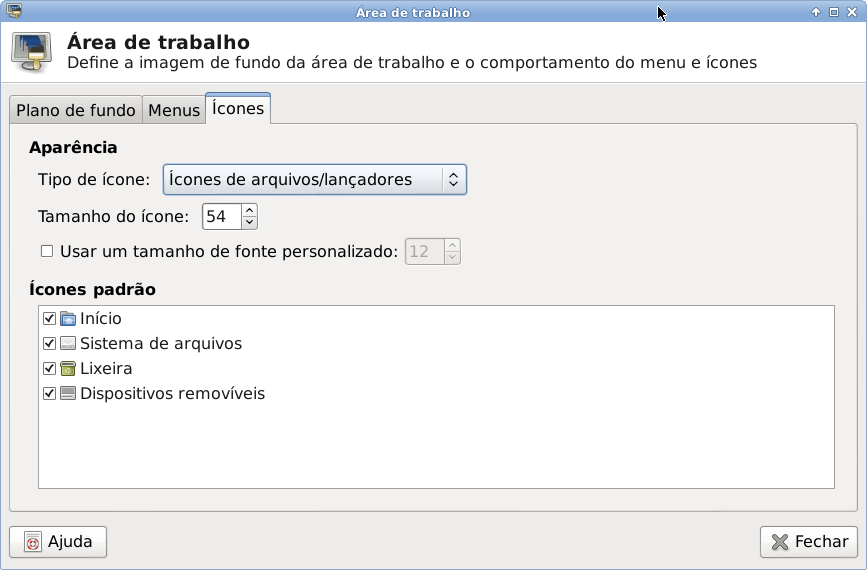 Área de trabalho
Área de trabalho
Define a imagem de fundo da área de trabalho e o comportamento do menu e ícones
Plano de fundo Menus Ícones
Aparência
Tipo de ícone: Ícones de arquivos/lançadores
Tamanho do ícone: 54
Usar um tamanho de fonte personalizado: 12
Ícones padrão
Início
Sistema de arquivos
Lixeira
Dispositivos removíveis
Ajuda Fechar